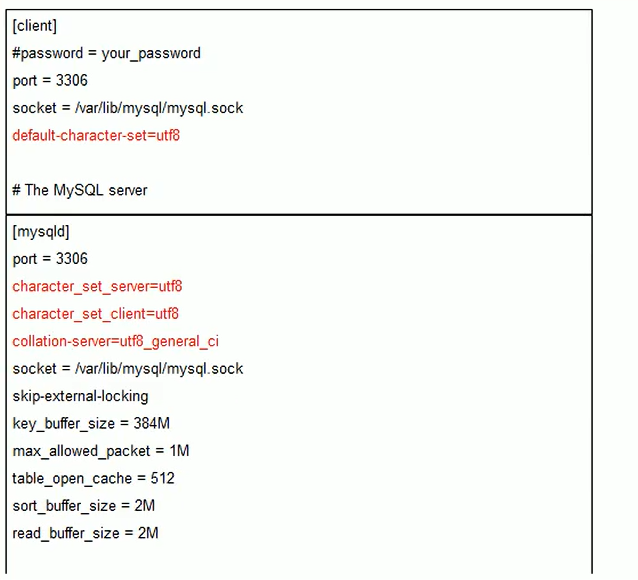 [client]
#password = your_password
port = 3306
socket = /var/lib/mysql/mysql.sock
default-character-set=utf8
# The MySQL server
[mysqld]
port = 3306
character_set_server=utf8
character_set_client=utf8
collation-server=utf8_general_ci
socket = /var/lib/mysql/mysql.sock
skip-external-locking
key_buffer_size = 384M
max_allowed_packet = 1M
table_open_cache = 512
sort_buffer_size = 2M
read_buffer_size = 2M